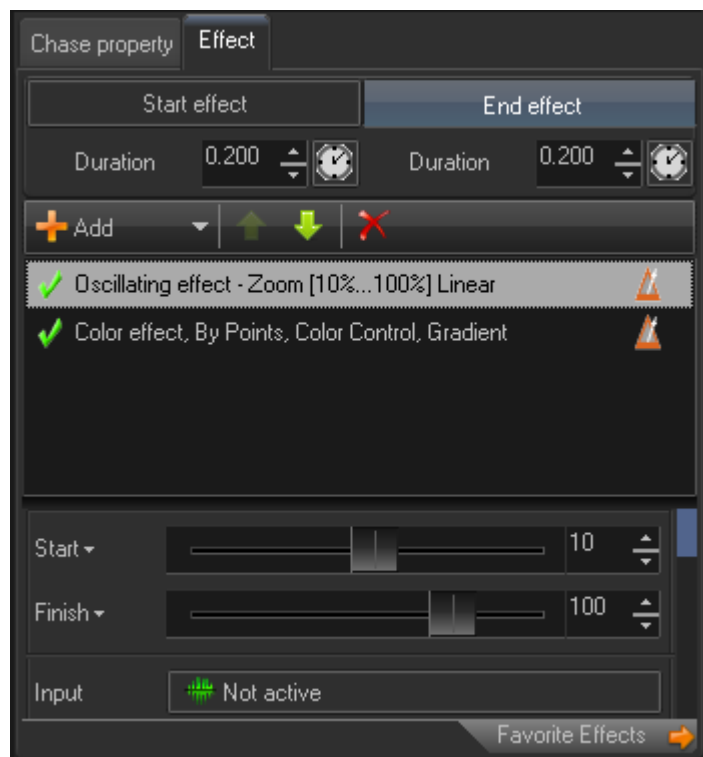 Chase property Effect
Start effect End effect
Duration 0.200 Duration 0.200
Add
Oscillating effect - Zoom [10%...100%] Linear
Color effect, By Points, Color Control, Gradient
Start 10
Finish 100
Input Not active
Favorite Effects